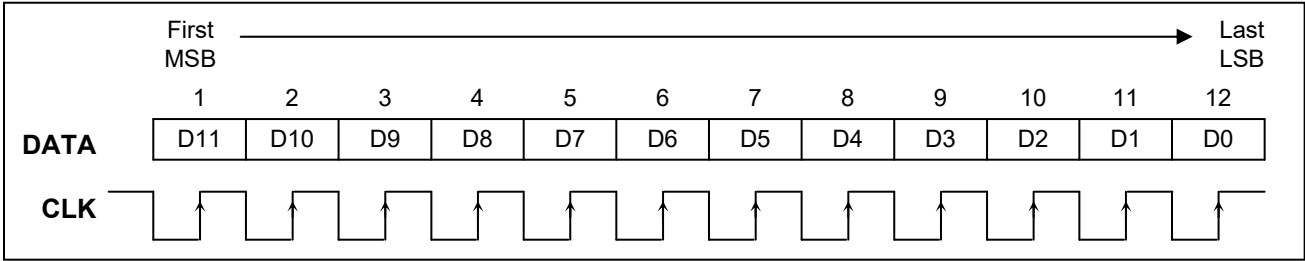 First Last
MSB LSB
1 2 3 4 5 6 7 8 9 10 11 12
DATA D11 D10 D9 D8 D7 D6 D5 D4 D3 D2 D1 D0
CLK